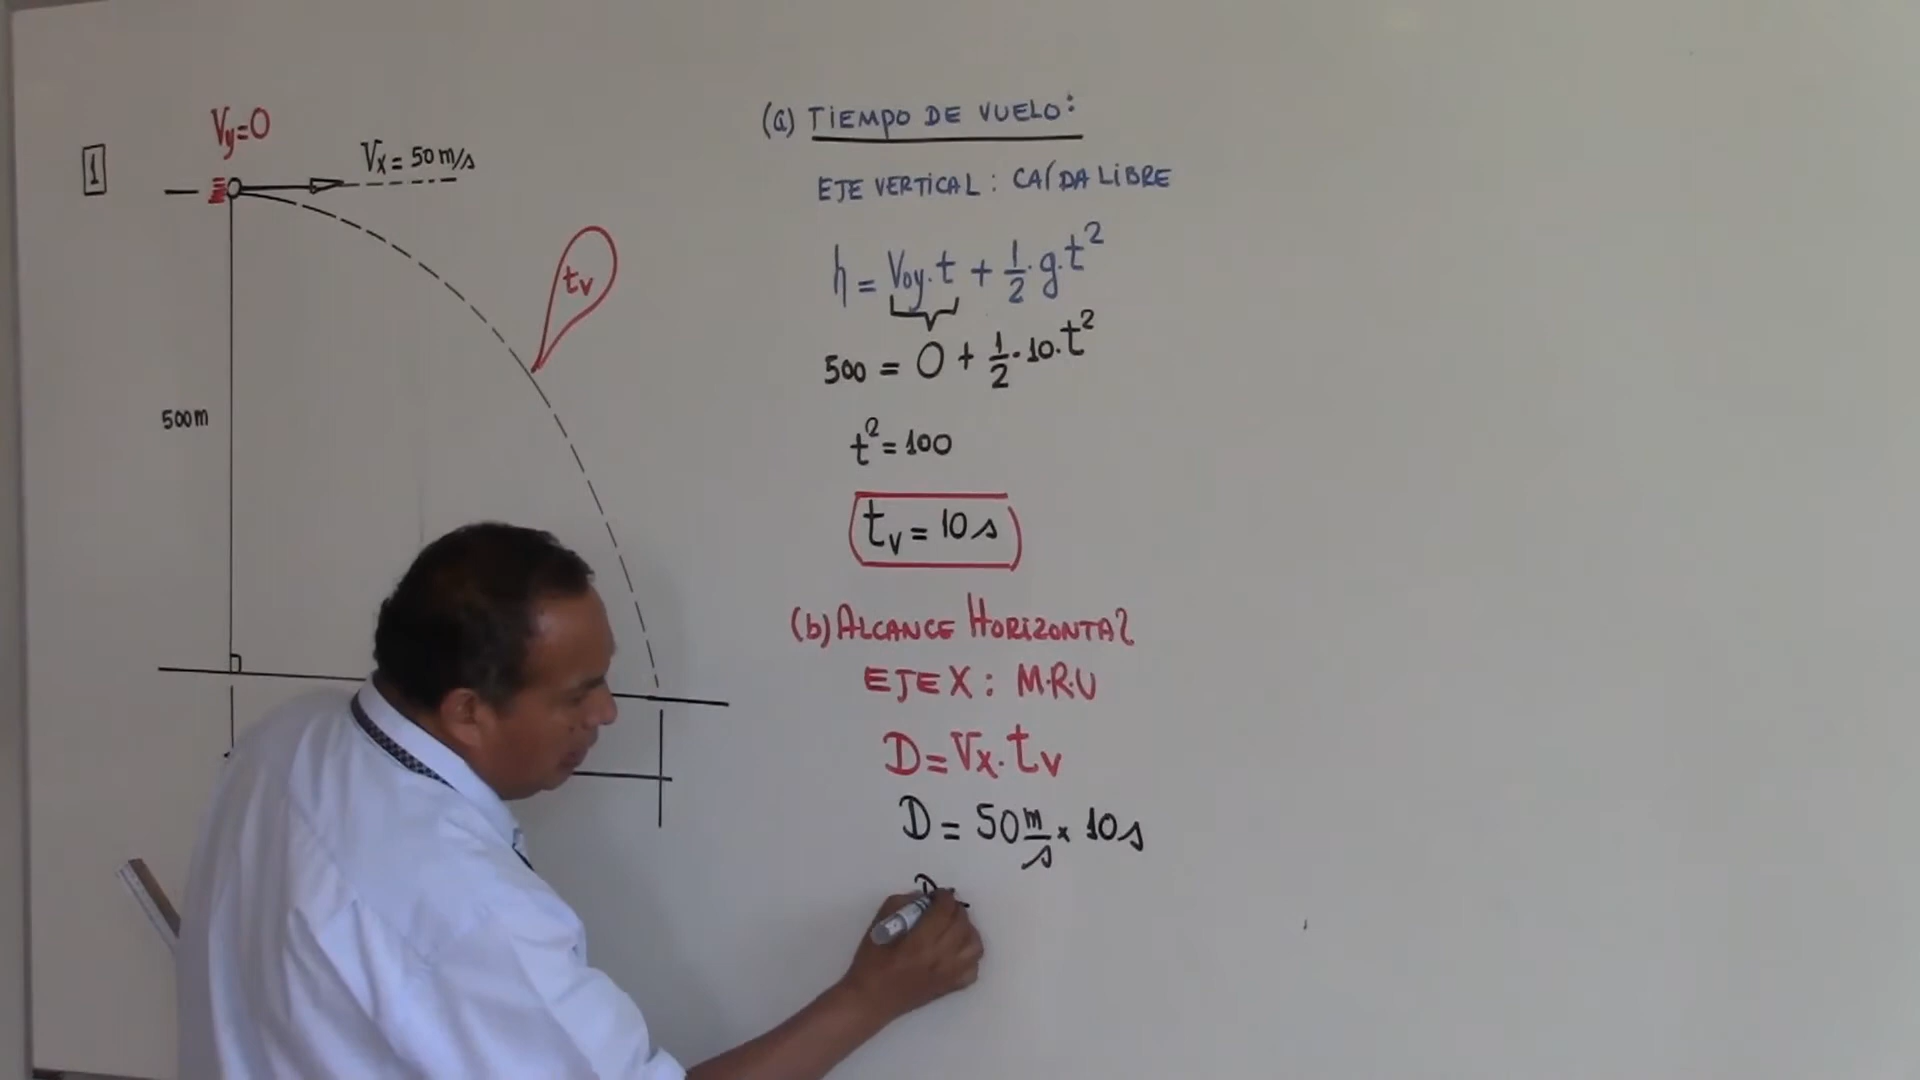 1
Vy=0
Vx = 50 m/s
tv
500m
(a) TIEMPO DE VUELO:
EJE VERTICAL : CAÍDA LIBRE
h = Voy.t + 1/2.g.t²
500 = 0 + 1/2.10.t²
t² = 100
tv = 10 s
(b) ALCANCE HORIZONTAL
EJE X : M.R.U
D = Vx. tv
D = 50 m/s x 10 s
D